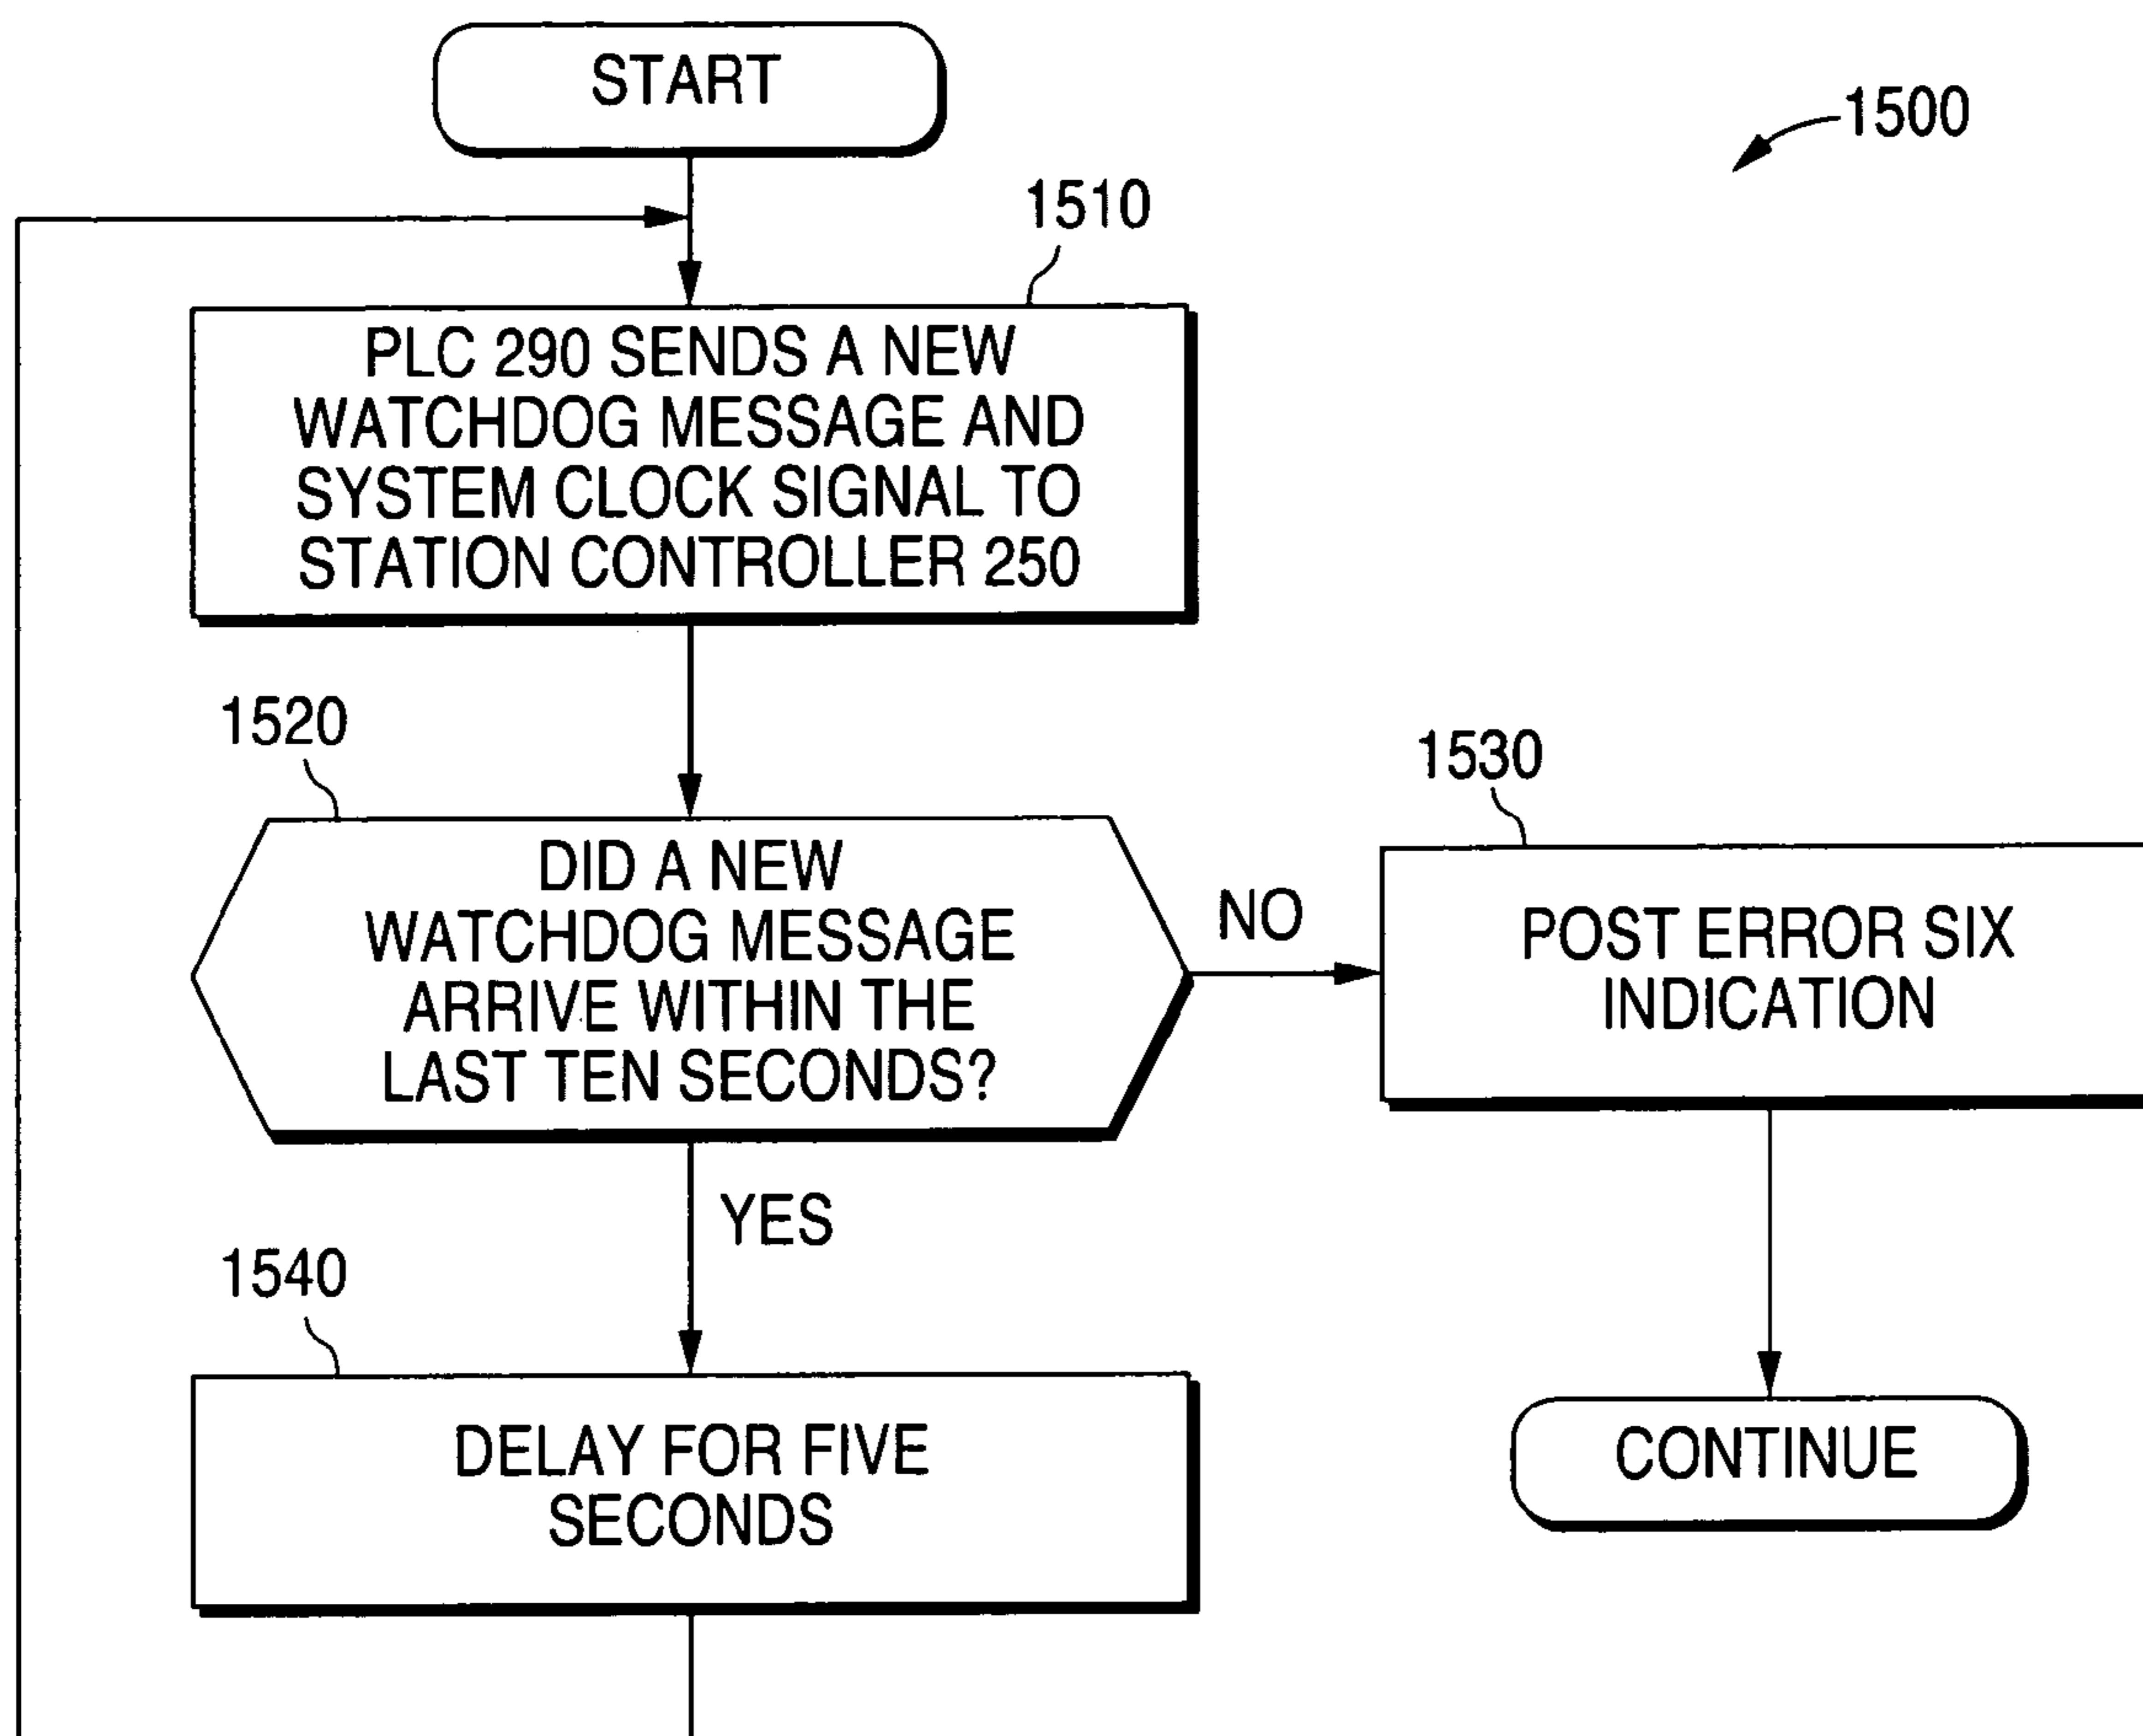 START
1500
1510
PLC 290 SENDS A NEW
WATCHDOG MESSAGE AND
SYSTEM CLOCK SIGNAL TO
STATION CONTROLLER 250
1520
DID A NEW
WATCHDOG MESSAGE
ARRIVE WITHIN THE
LAST TEN SECONDS?
NO
1530
POST ERROR SIX
INDICATION
YES
1540
DELAY FOR FIVE
SECONDS
CONTINUE